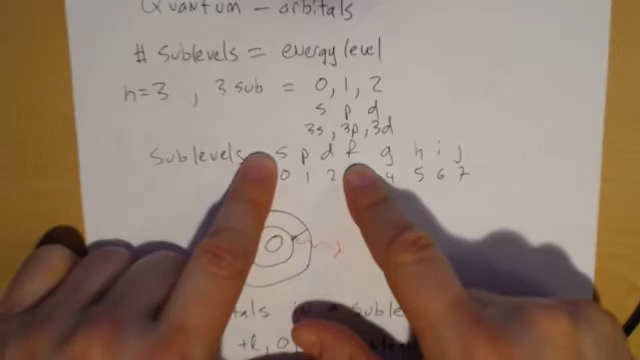 Quantum - orbitals
# sublevels = energy level
n=3 , 3 sub = 0, 1, 2
s p d
3s, 3p, 3d
Sublevels s p d f g h i j
0 1 2 4 5 6 7
in a
+l, 0